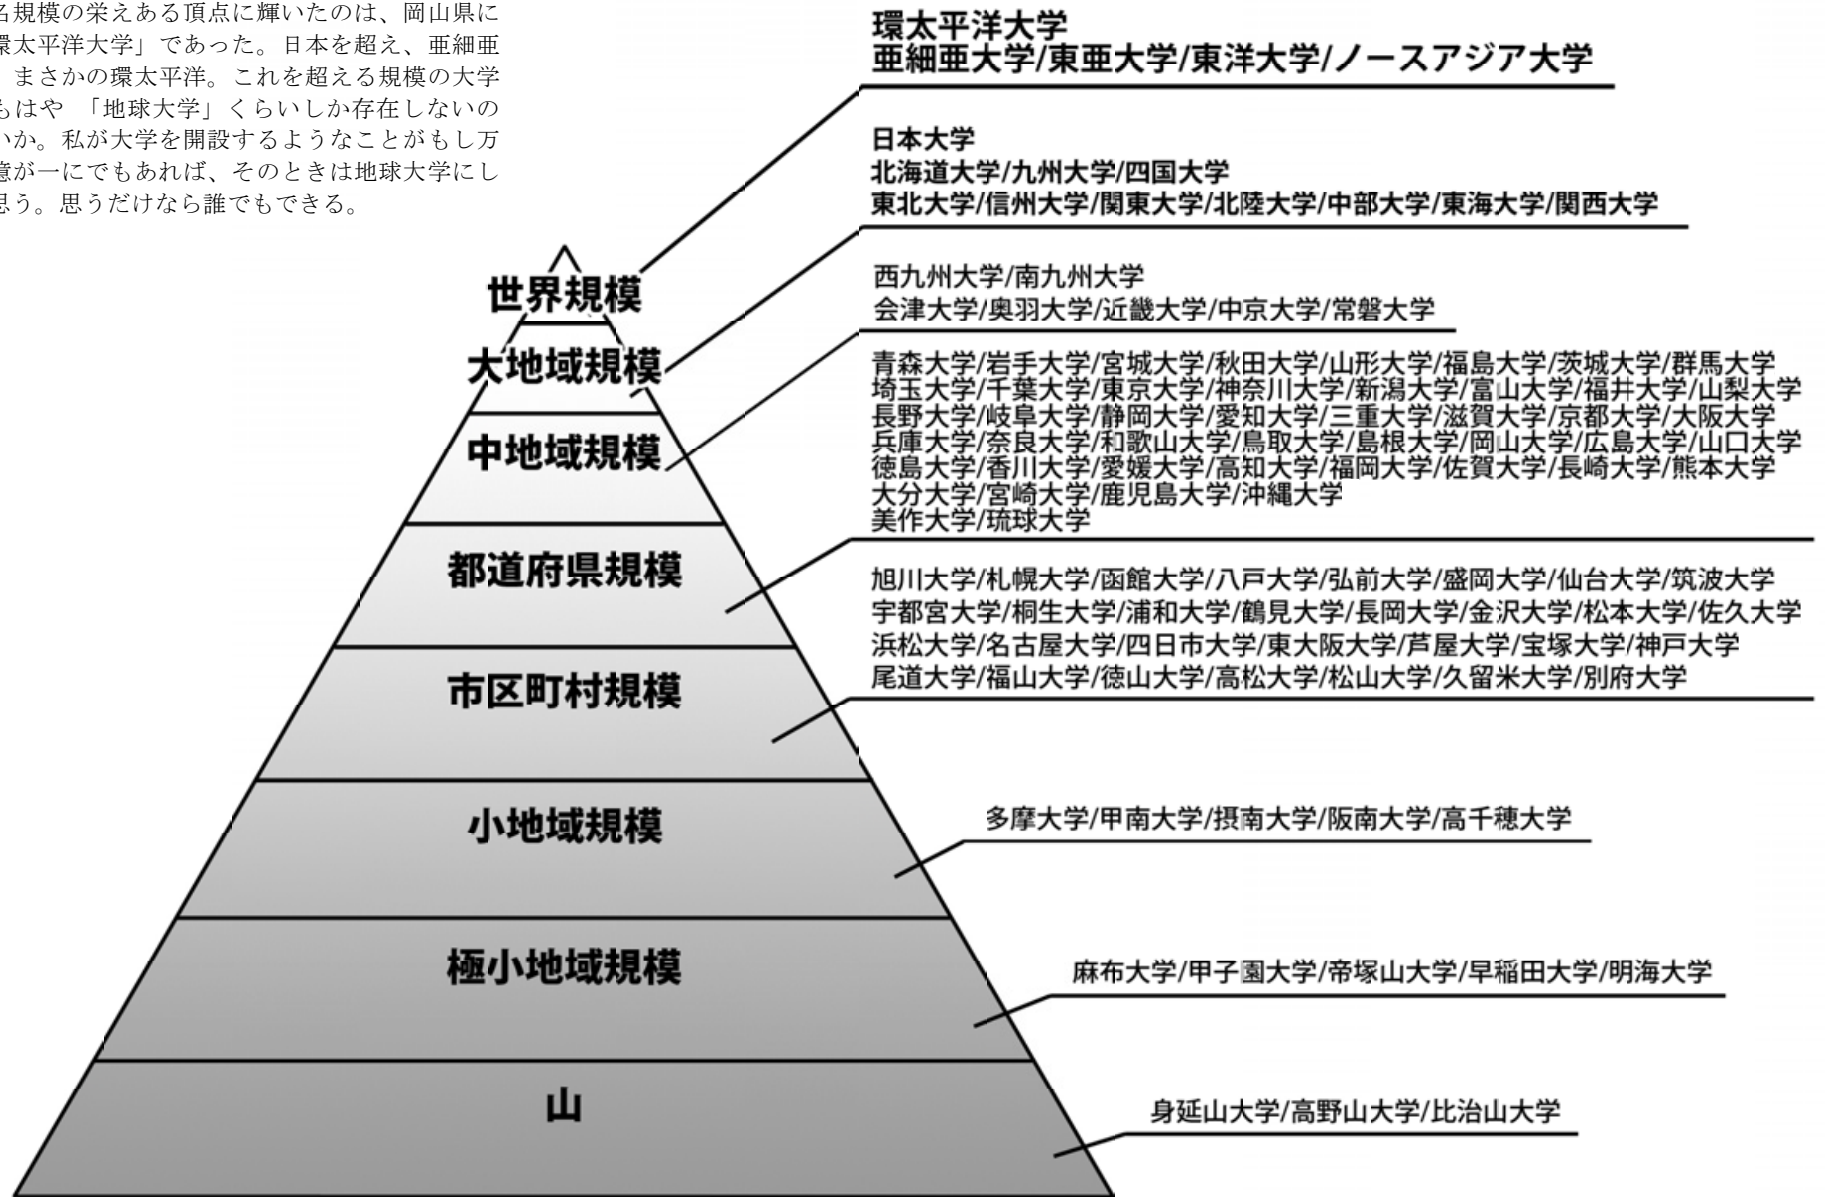 名規模の栄えある頂点に輝いたのは、岡山県に
環太平洋大学」であった。日本を超え、亜細亜
まさかの環太平洋。これを超える規模の大学
もはや 「地球大学」くらいしか存在しないの
いか。私が大学を開設するようなことがもし万
億が一にでもあれば、そのときは地球大学にし
思う。思うだけなら誰でもできる。
環太平洋大学
亜細亜大学/東亜大学/東洋大学/ノースアジア大学
日本大学
北海道大学/九州大学/四国大学
東北大学/信州大学/関東大学/北陸大学/中部大学/東海大学/関西大学
世界規模
西九州大学/南九州大学
会津大学/奥羽大学/近畿大学/中京大学/常磐大学
大地域規模
青森大学/岩手大学/宮城大学/秋田大学/山形大学/福島大学/茨城大学/群馬大学
埼玉大学/千葉大学/東京大学/神奈川大学/新潟大学/富山大学/福井大学/山梨大学
長野大学/岐阜大学/静岡大学/愛知大学/三重大学/滋賀大学/京都大学/大阪大学
兵庫大学/奈良大学/和歌山大学/鳥取大学/島根大学/岡山大学/広島大学/山口大学
徳島大学/香川大学/愛媛大学/高知大学/福岡大学/佐賀大学/長崎大学/熊本大学
大分大学/宮崎大学/鹿児島大学/沖縄大学
美作大学/琉球大学
中地域規模
都道府県規模
旭川大学/札幌大学/函館大学/八戸大学/弘前大学/盛岡大学/仙台大学/筑波大学
宇都宮大学/桐生大学/浦和大学/鶴見大学/長岡大学/金沢大学/松本大学/佐久大学
浜松大学/名古屋大学/四日市大学/東大阪大学/芦屋大学/宝塚大学/神戸大学
尾道大学/福山大学/徳山大学/高松大学/松山大学/久留米大学/別府大学
市区町村規模
小地域規模
多摩大学/甲南大学/摂南大学/阪南大学/高千穂大学
極小地域規模
麻布大学/甲子園大学/帝塚山大学/早稲田大学/明海大学
山
身延山大学/高野山大学/比治山大学